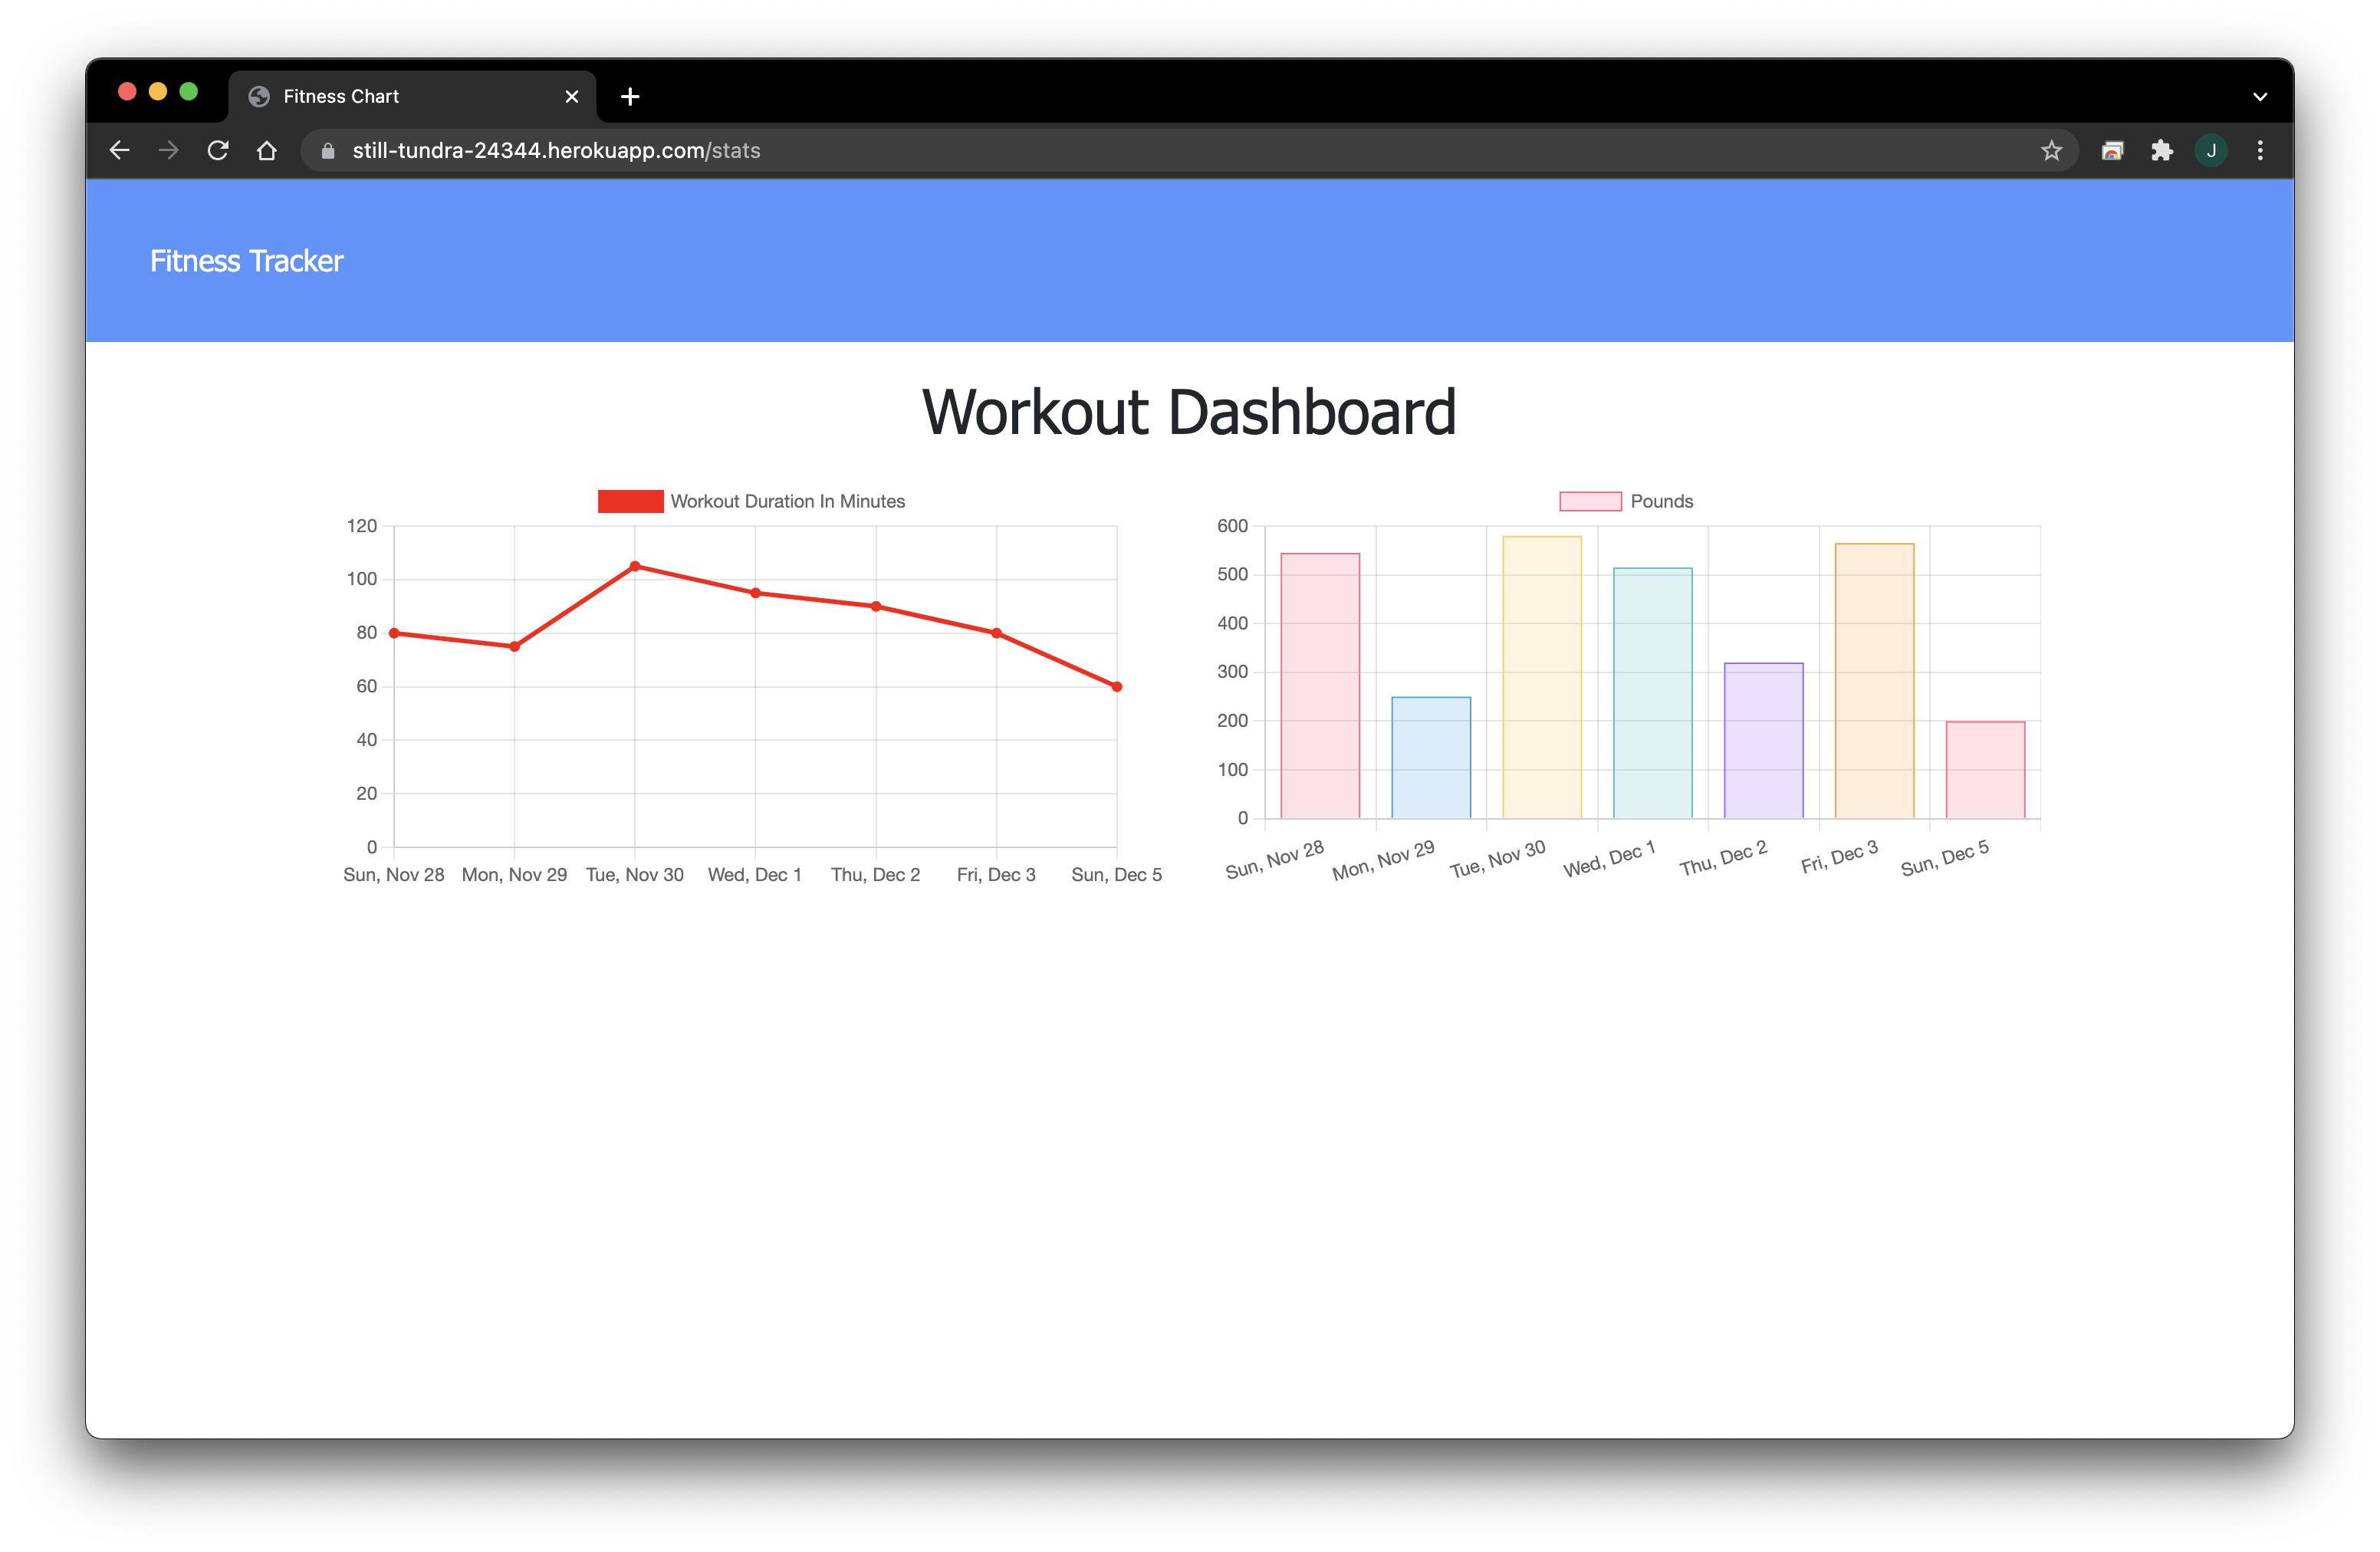 Fitness Chart
still-tundra-24344.herokuapp.com/stats
J
Fitness Tracker
Workout Dashboard
Workout Duration In Minutes
120
100
80
60
40
20
0
Sun, Nov 28 Mon, Nov 29 Tue, Nov 30 Wed, Dec 1 Thu, Dec 2 Fri, Dec 3 Sun, Dec 5
Pounds
600
500
400
300
200
100
0
Sun, Nov 28 Mon, Nov 29 Tue, Nov 30 Wed, Dec 1 Thu, Dec 2 Fri, Dec 3 Sun, Dec 5